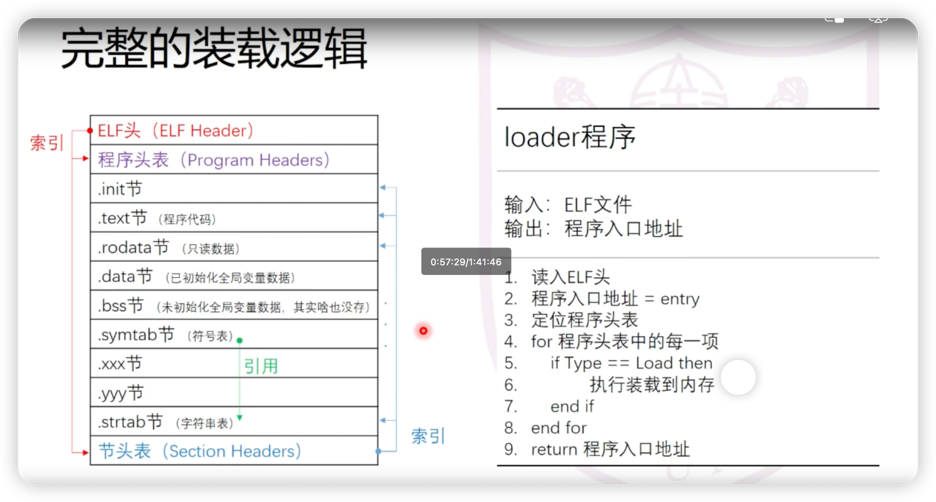 完整的装载逻辑
索引
ELF头（ELF Header）
程序头表（Program Headers）
.init节
.text节（程序代码）
.rodata节（只读数据）
.data节（已初始化全局变量数据）
.bss节（未初始化全局变量数据，其实啥也没存）
.symtab节（符号表）
.xxx节
引用
.yyy节
.strtab节（字符串表）
节头表（Section Headers）
索引
0:57:29/1:41:46
loader程序
输入：ELF文件
输出：程序入口地址
1. 读入ELF头
2. 程序入口地址 = entry
3. 定位程序头表
4. for 程序头表中的每一项
5. if Type == Load then
6. 执行装载到内存
7. end if
8. end for
9. return 程序入口地址